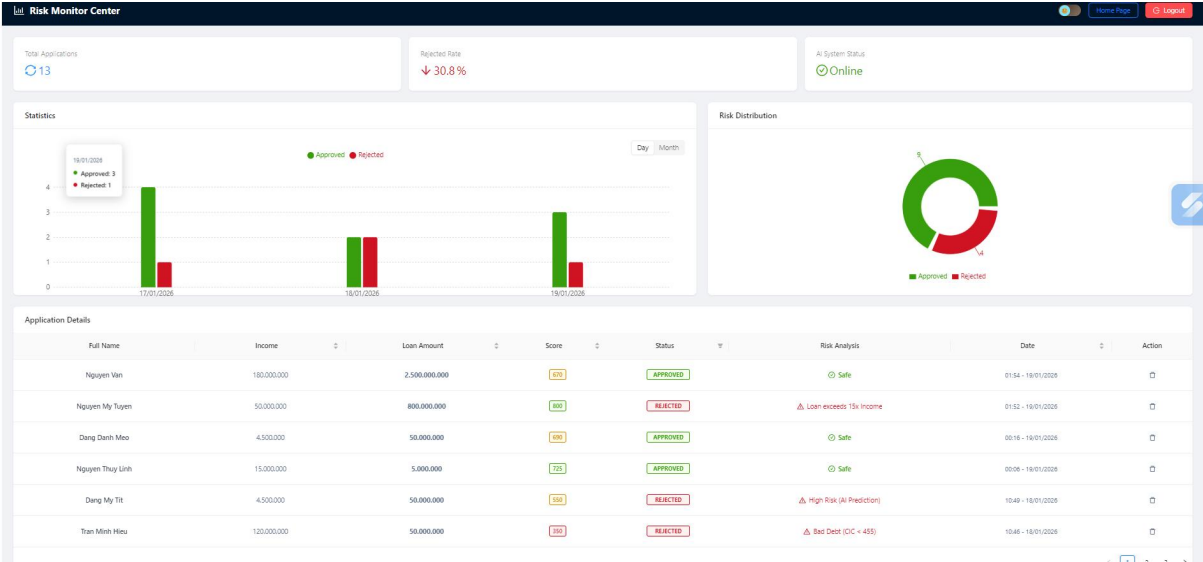 Risk Monitor Center
Home Page
Logout
Total Applications
13
Rejected Rate
30.8 %
AI System Status
Online
Statistics
Risk Distribution
Day Month
Approved Rejected
19/01/2026
Approved: 3
Rejected: 1
4
3
2
1
0
17/01/2026 18/01/2026 19/01/2026
9
4
Approved Rejected
Application Details
Full Name Income Loan Amount Score Status Risk Analysis Date Action
Nguyen Van 180.000.000 2.500.000.000 670 APPROVED Safe 01:54 - 19/01/2026
Nguyen My Tuyen 50.000.000 800.000.000 800 REJECTED Loan exceeds 15x Income 01:52 - 19/01/2026
Dang Danh Meo 4.500.000 50.000.000 690 APPROVED Safe 00:16 - 19/01/2026
Nguyen Thuy Linh 15.000.000 5.000.000 725 APPROVED Safe 00:06 - 19/01/2026
Dang My Tit 4.500.000 50.000.000 550 REJECTED High Risk (AI Prediction) 10:49 - 18/01/2026
Tran Minh Hieu 120.000.000 50.000.000 350 REJECTED Bad Debt (CIC < 455) 10:46 - 18/01/2026
1